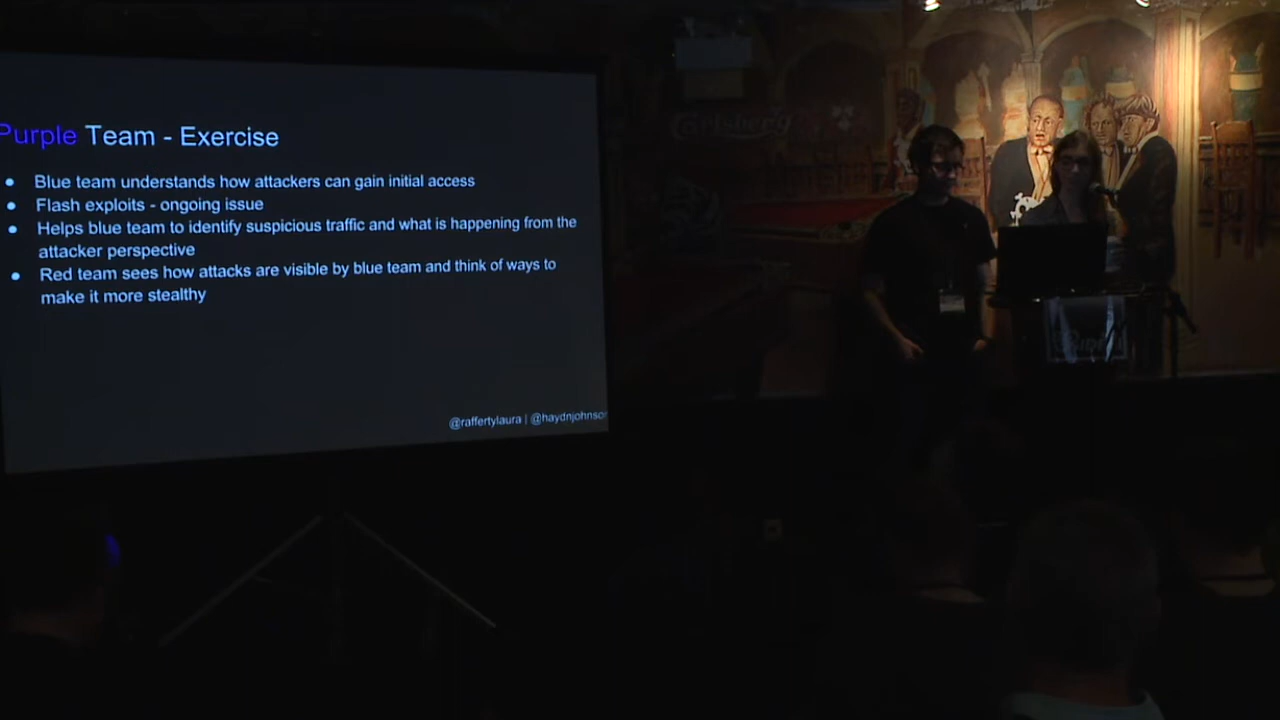 Purple Team - Exercise
● Blue team understands how attackers can gain initial access
● Flash exploits - ongoing issue
● Helps blue team to identify suspicious traffic and what is happening from the
attacker perspective
● Red team sees how attacks are visible by blue team and think of ways to
make it more stealthy
@raffertylaura | @haydnjohnson
Carlsberg